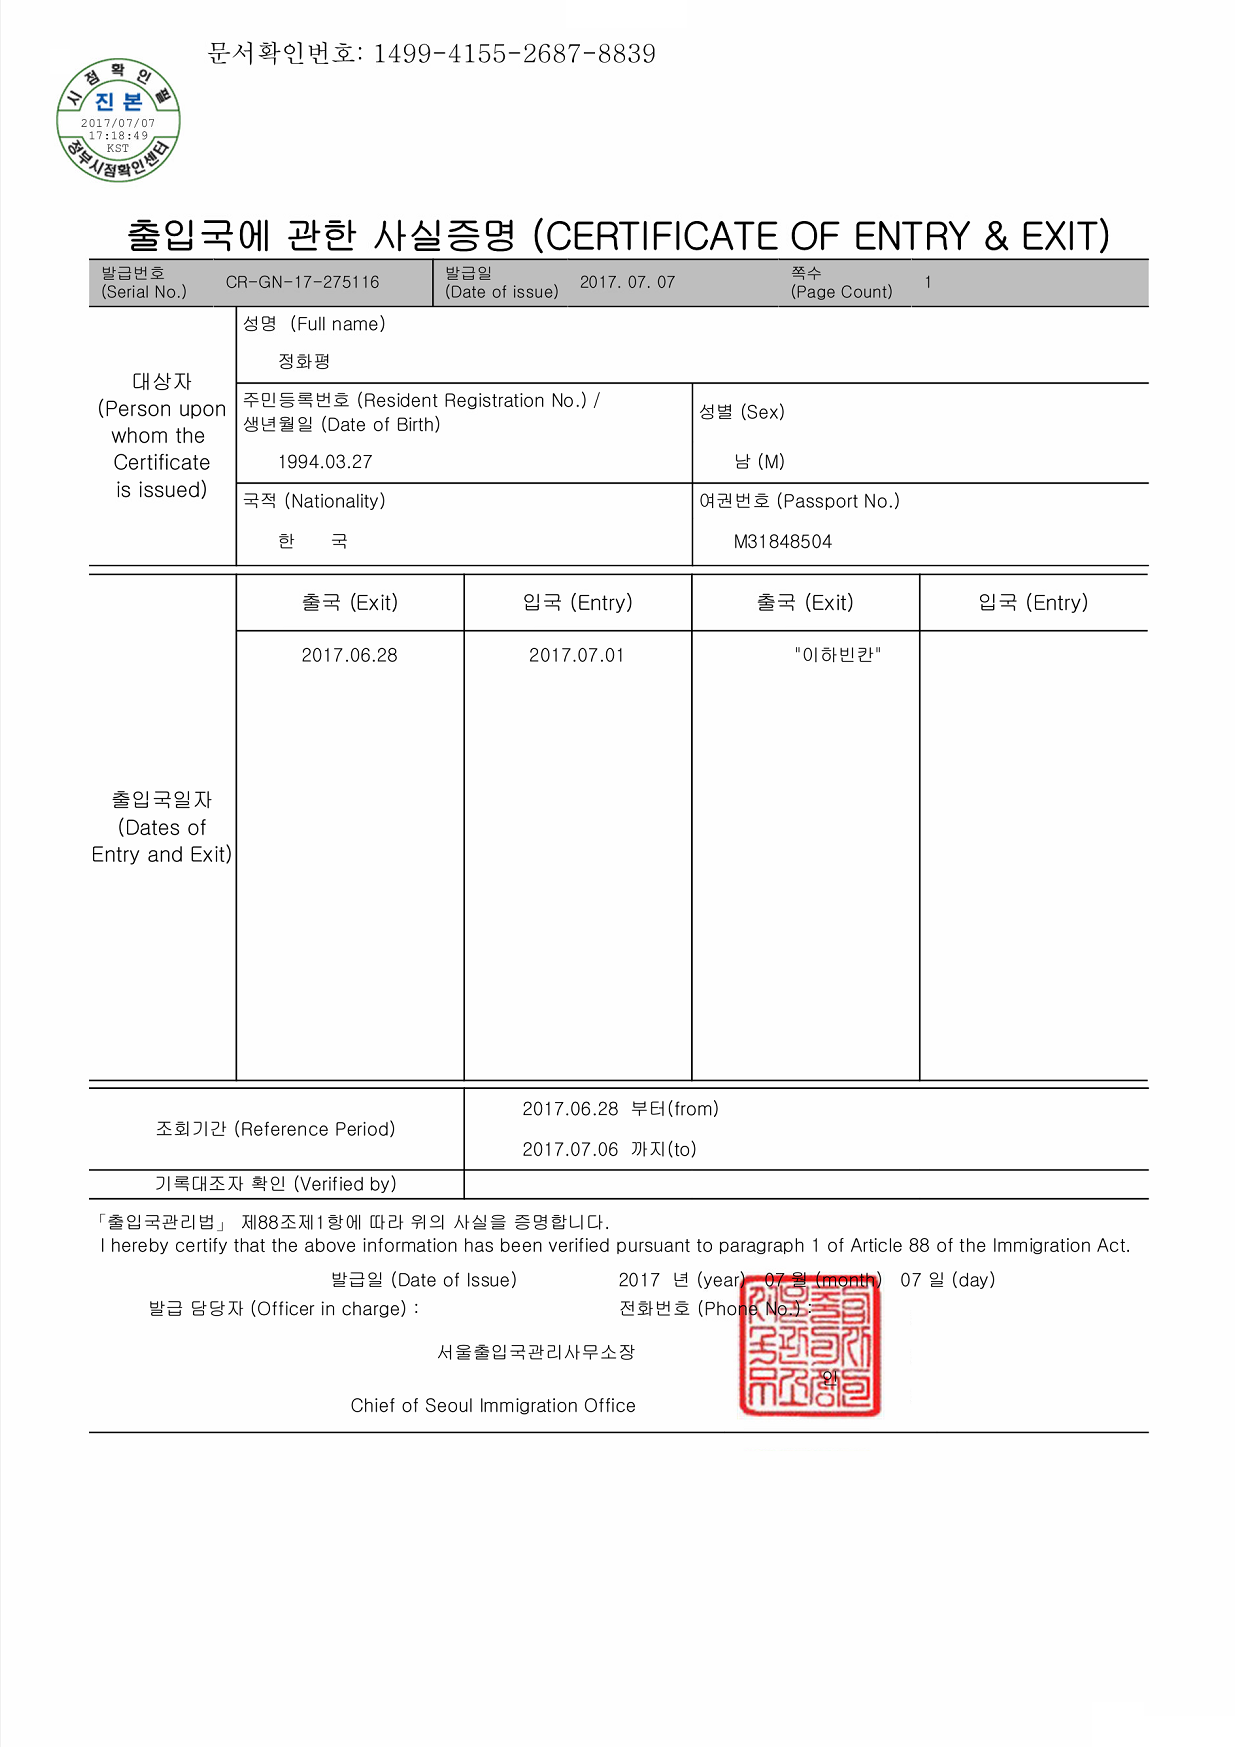 문서확인번호: 1499-4155-2687-8839
시점확인필
진 본
2017/07/07
17:18:49
KST
정부시점확인센터
출입국에 관한 사실증명 (CERTIFICATE OF ENTRY & EXIT)
발급번호
(Serial No.)
CR-GN-17-275116
발급일
(Date of issue)
2017. 07. 07
쪽수
(Page Count)
1
대상자
(Person upon
whom the
Certificate
is issued)
성명 (Full name)
정화평
주민등록번호 (Resident Registration No.) /
생년월일 (Date of Birth)
1994.03.27
성별 (Sex)
남 (M)
국적 (Nationality)
한 국
여권번호 (Passport No.)
M31848504
출입국일자
(Dates of
Entry and Exit)
출국 (Exit) 입국 (Entry) 출국 (Exit) 입국 (Entry)
2017.06.28 2017.07.01 "이하빈칸"
조회기간 (Reference Period)
2017.06.28 부터(from)
2017.07.06 까지(to)
기록대조자 확인 (Verified by)
「출입국관리법」 제88조제1항에 따라 위의 사실을 증명합니다.
I hereby certify that the above information has been verified pursuant to paragraph 1 of Article 88 of the Immigration Act.
발급일 (Date of Issue) 2017 년 (year) 07 월 (month) 07 일 (day)
발급 담당자 (Officer in charge) : 전화번호 (Phone No.) :
서울출입국관리사무소장
인
Chief of Seoul Immigration Office